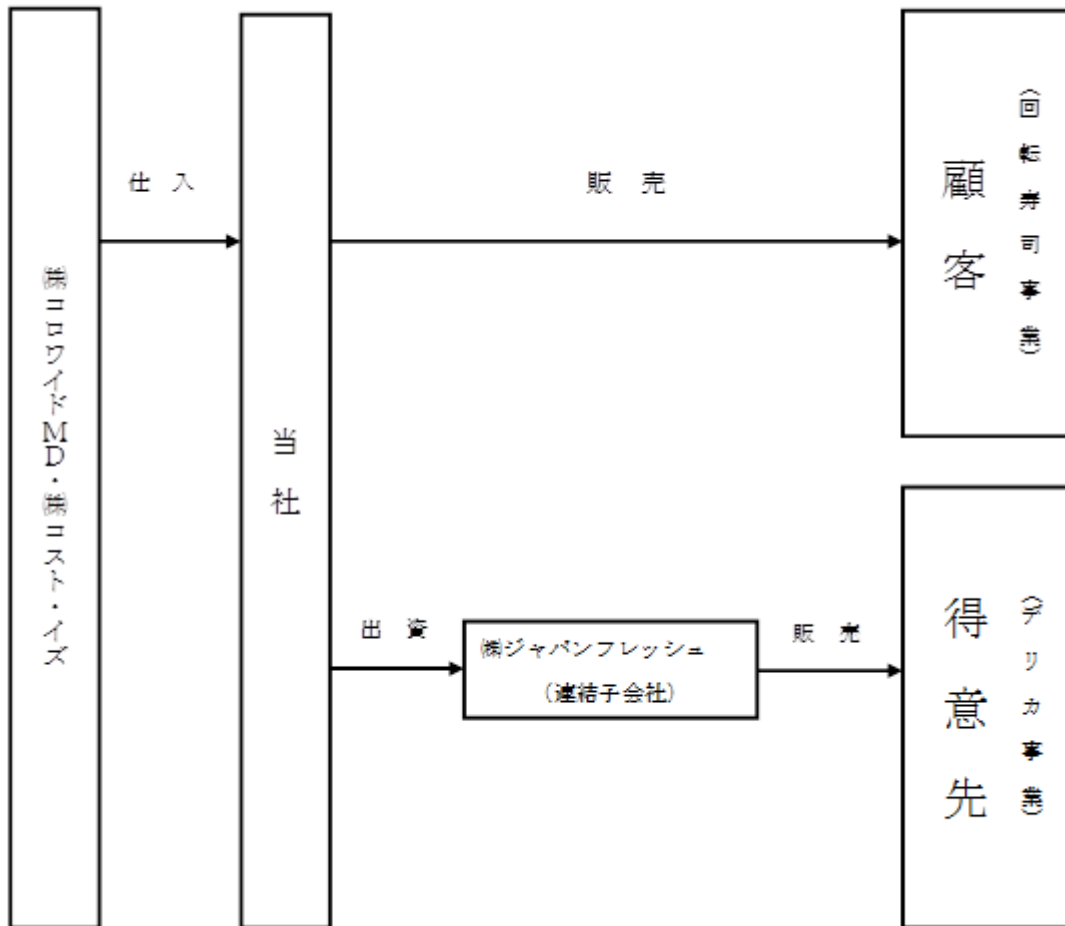 ㈱コロワイドMD・㈱コスト・イズ
仕 入
当社
販 売
顧客
（回転寿司事業）
出 資
㈱ジャパンフレッシュ
（連結子会社）
販 売
得意先
（デリカ事業）